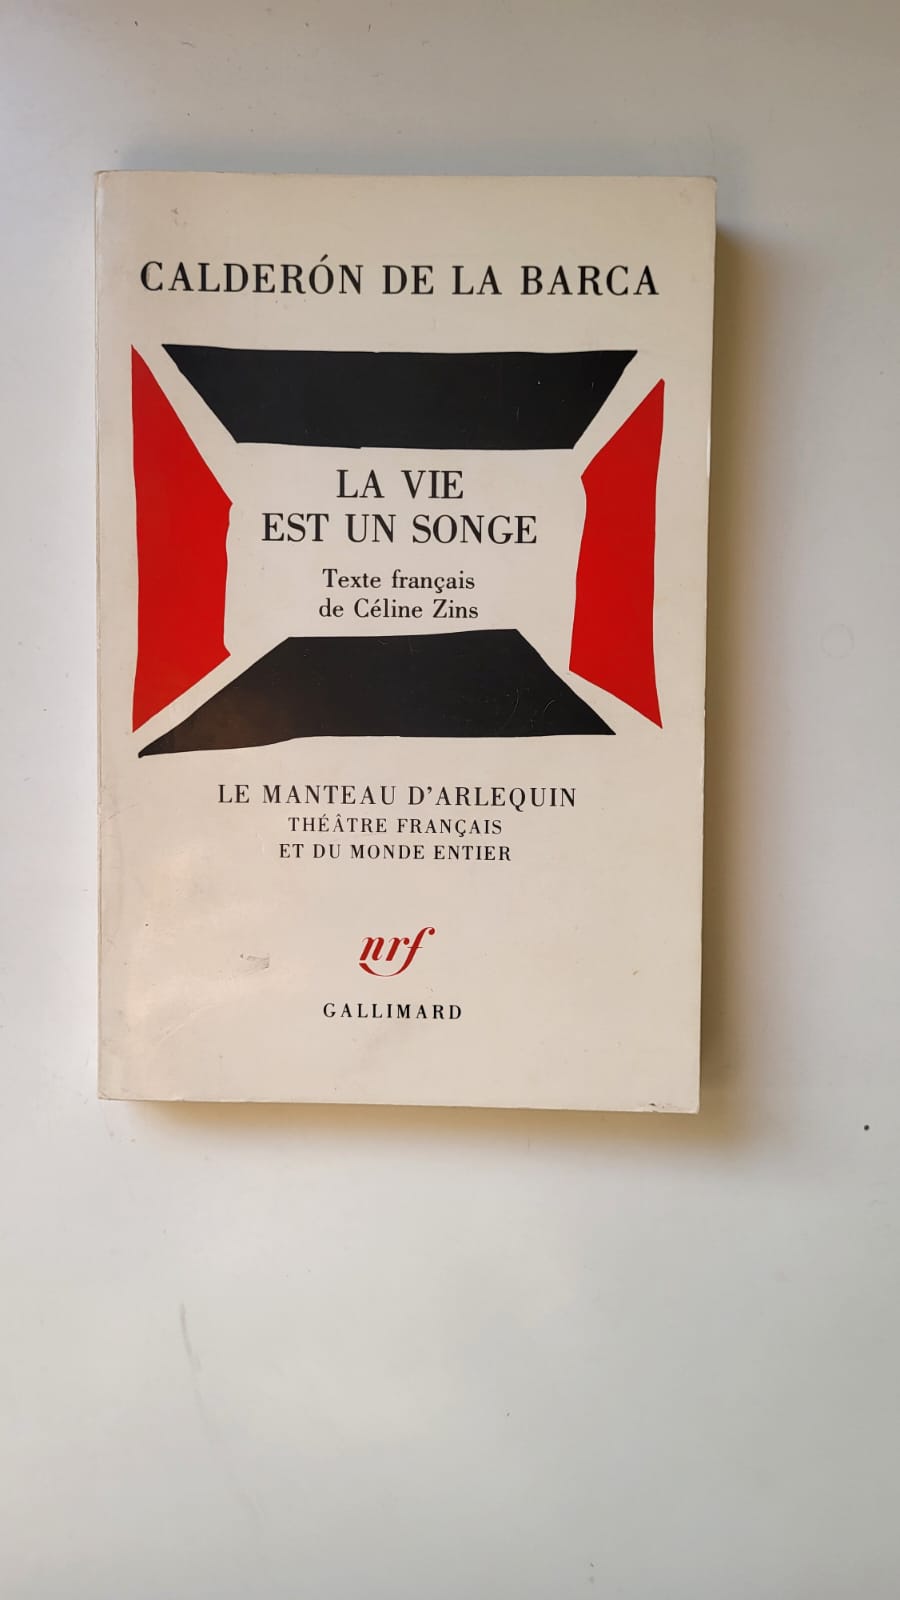 CALDERÓN DE LA BARCA
LA VIE
EST UN SONGE
Texte français
de Céline Zins
LE MANTEAU D'ARLEQUIN
THÉÂTRE FRANÇAIS
ET DU MONDE ENTIER
nrf
GALLIMARD